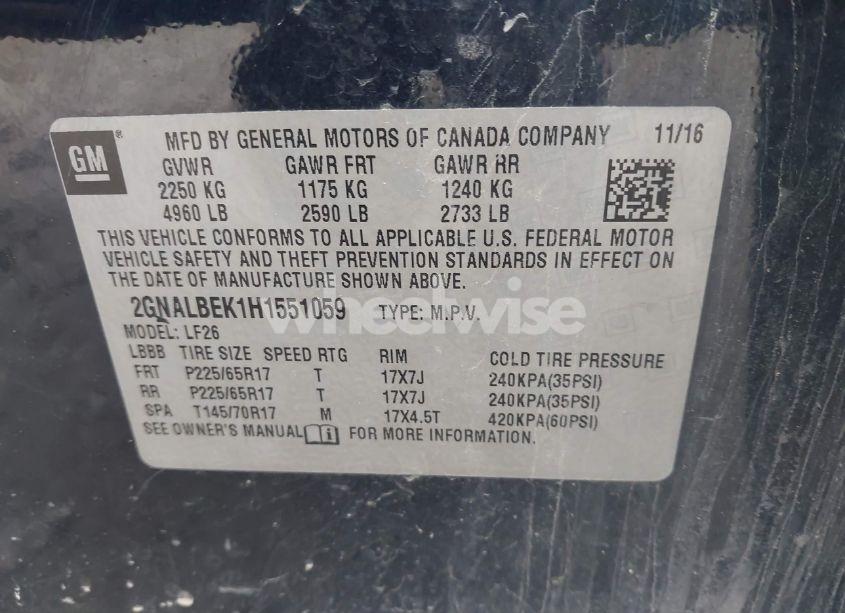 GM ® MFD BY GENERAL MOTORS OF CANADA COMPANY 11/16
GVWR GAWR FRT GAWR RR
2250 KG 1175 KG 1240 KG
4960 LB 2590 LB 2733 LB
THIS VEHICLE CONFORMS TO ALL APPLICABLE U.S. FEDERAL MOTOR
VEHICLE SAFETY AND THEFT PREVENTION STANDARDS IN EFFECT ON
THE DATE OF MANUFACTURE SHOWN ABOVE.
2GNALBEK1H1551059 TYPE: M.P.V.
wheelwise
MODEL: LF26
LBBB TIRE SIZE SPEED RTG RIM COLD TIRE PRESSURE
FRT P225/65R17 T 17X7J 240KPA(35PSI)
RR P225/65R17 T 17X7J 240KPA(35PSI)
SPA T145/70R17 M 17X4.5T 420KPA(60PSI)
SEE OWNER'S MANUAL i FOR MORE INFORMATION.